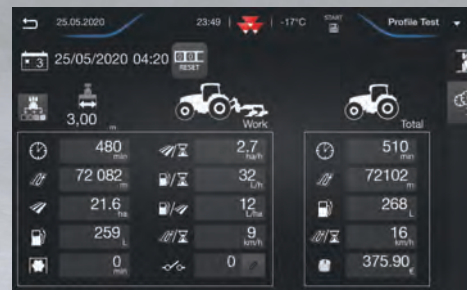 25.05.2020 23:49 -17°C START Profile Test
3 25/05/2020 04:20 RESET
3,00 m Work Total
480 min 2.7 ha/h 510 min
72 082 m 32 L/h 72102 m
21.6 ha 12 L/ha 268 L
259 L 9 km/h 16 km/h
0 min 0 375.90 €